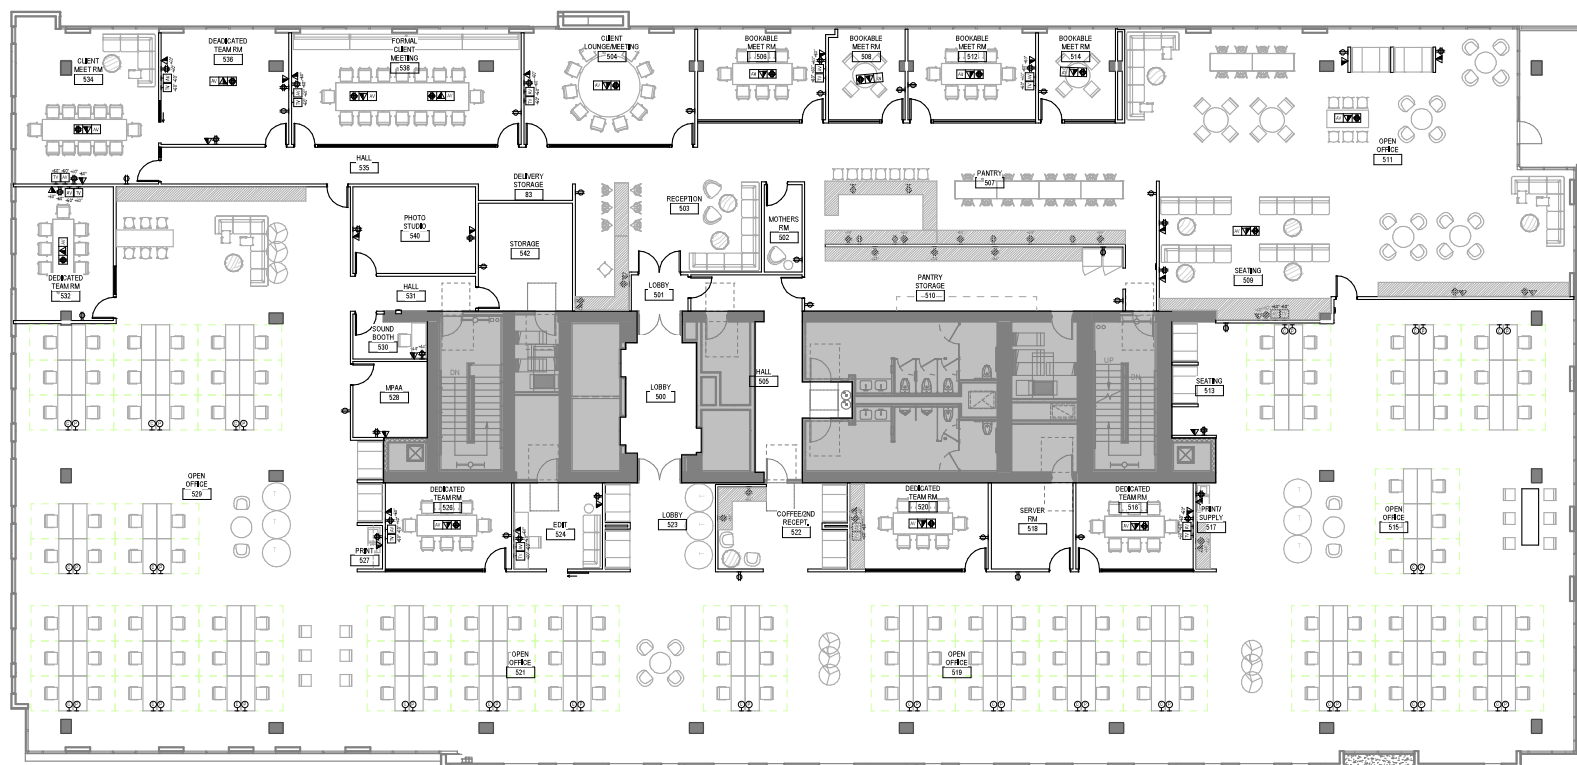 CLIENT
MEET RM
534
DEADICATED
TEAM RM
536
FORMAL
CLIENT
MEETING
538
CLIENT
LOUNGE/MEETING
504
BOOKABLE
MEET RM
506
BOOKABLE
MEET RM
508
BOOKABLE
MEET RM
512
BOOKABLE
MEET RM
514
OPEN
OFFICE
511
HALL
535
DELIVERY
STORAGE
83
RECEPTION
503
PANTRY
507
MOTHERS
RM
502
PHOTO
STUDIO
540
STORAGE
542
DEDICATED
TEAM RM
532
HALL
531
LOBBY
501
PANTRY
STORAGE
510
SEATING
509
SOUND
BOOTH
530
MPAA
528
DN
LOBBY
500
HALL
505
UP
DN
SEATING
513
OPEN
OFFICE
529
DEDICATED
TEAM RM
526
EDIT
524
PRINT
527
LOBBY
523
COFFEE/2ND
RECEPT.
522
DEDICATED
TEAM RM
520
SERVER
RM
518
DEDICATED
TEAM RM
516
PRINT/
SUPPLY
517
OPEN
OFFICE
515
OPEN
OFFICE
521
OPEN
OFFICE
519